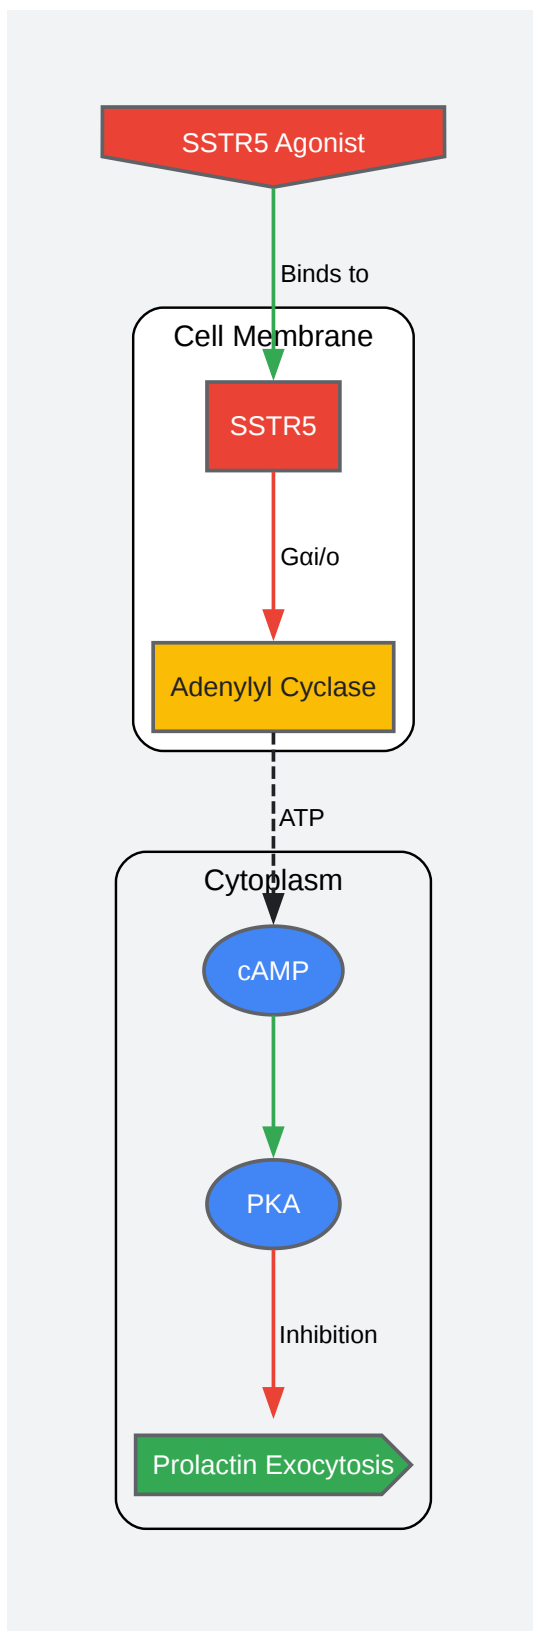 SSTR5 Agonist
Binds to
Cell Membrane
SSTR5
Gαi/o
Adenylyl Cyclase
ATP
Cytoplasm
cAMP
PKA
Inhibition
Prolactin Exocytosis